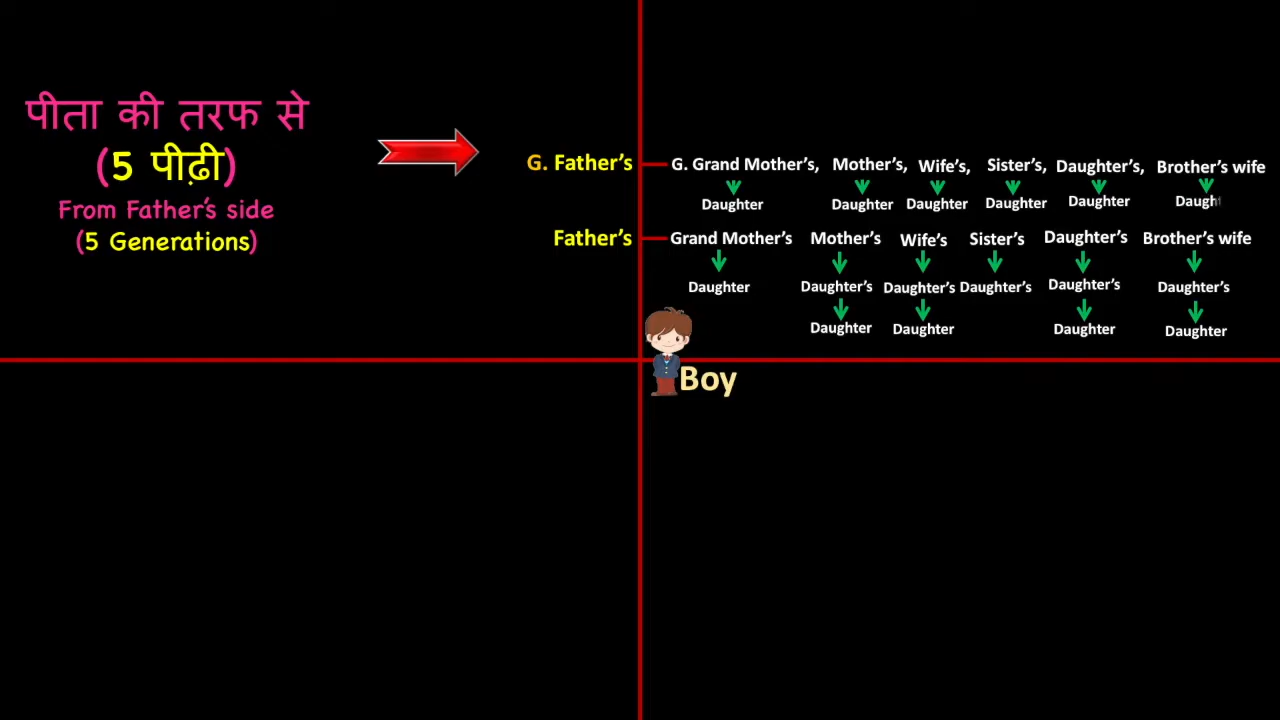 पीता की तरफ से
(5 पीढ़ी)
From Father's side
(5 Generations)
G. Father's G. Grand Mother's, Mother's, Wife's, Sister's, Daughter's, Brother's wife
Daughter Daughter Daughter Daughter Daughter
Father's Grand Mother's Mother's Wife's Sister's Daughter's Brother's wife
Daughter Daughter's Daughter's Daughter's Daughter's Daughter's
Daughter Daughter Daughter Daughter
Boy